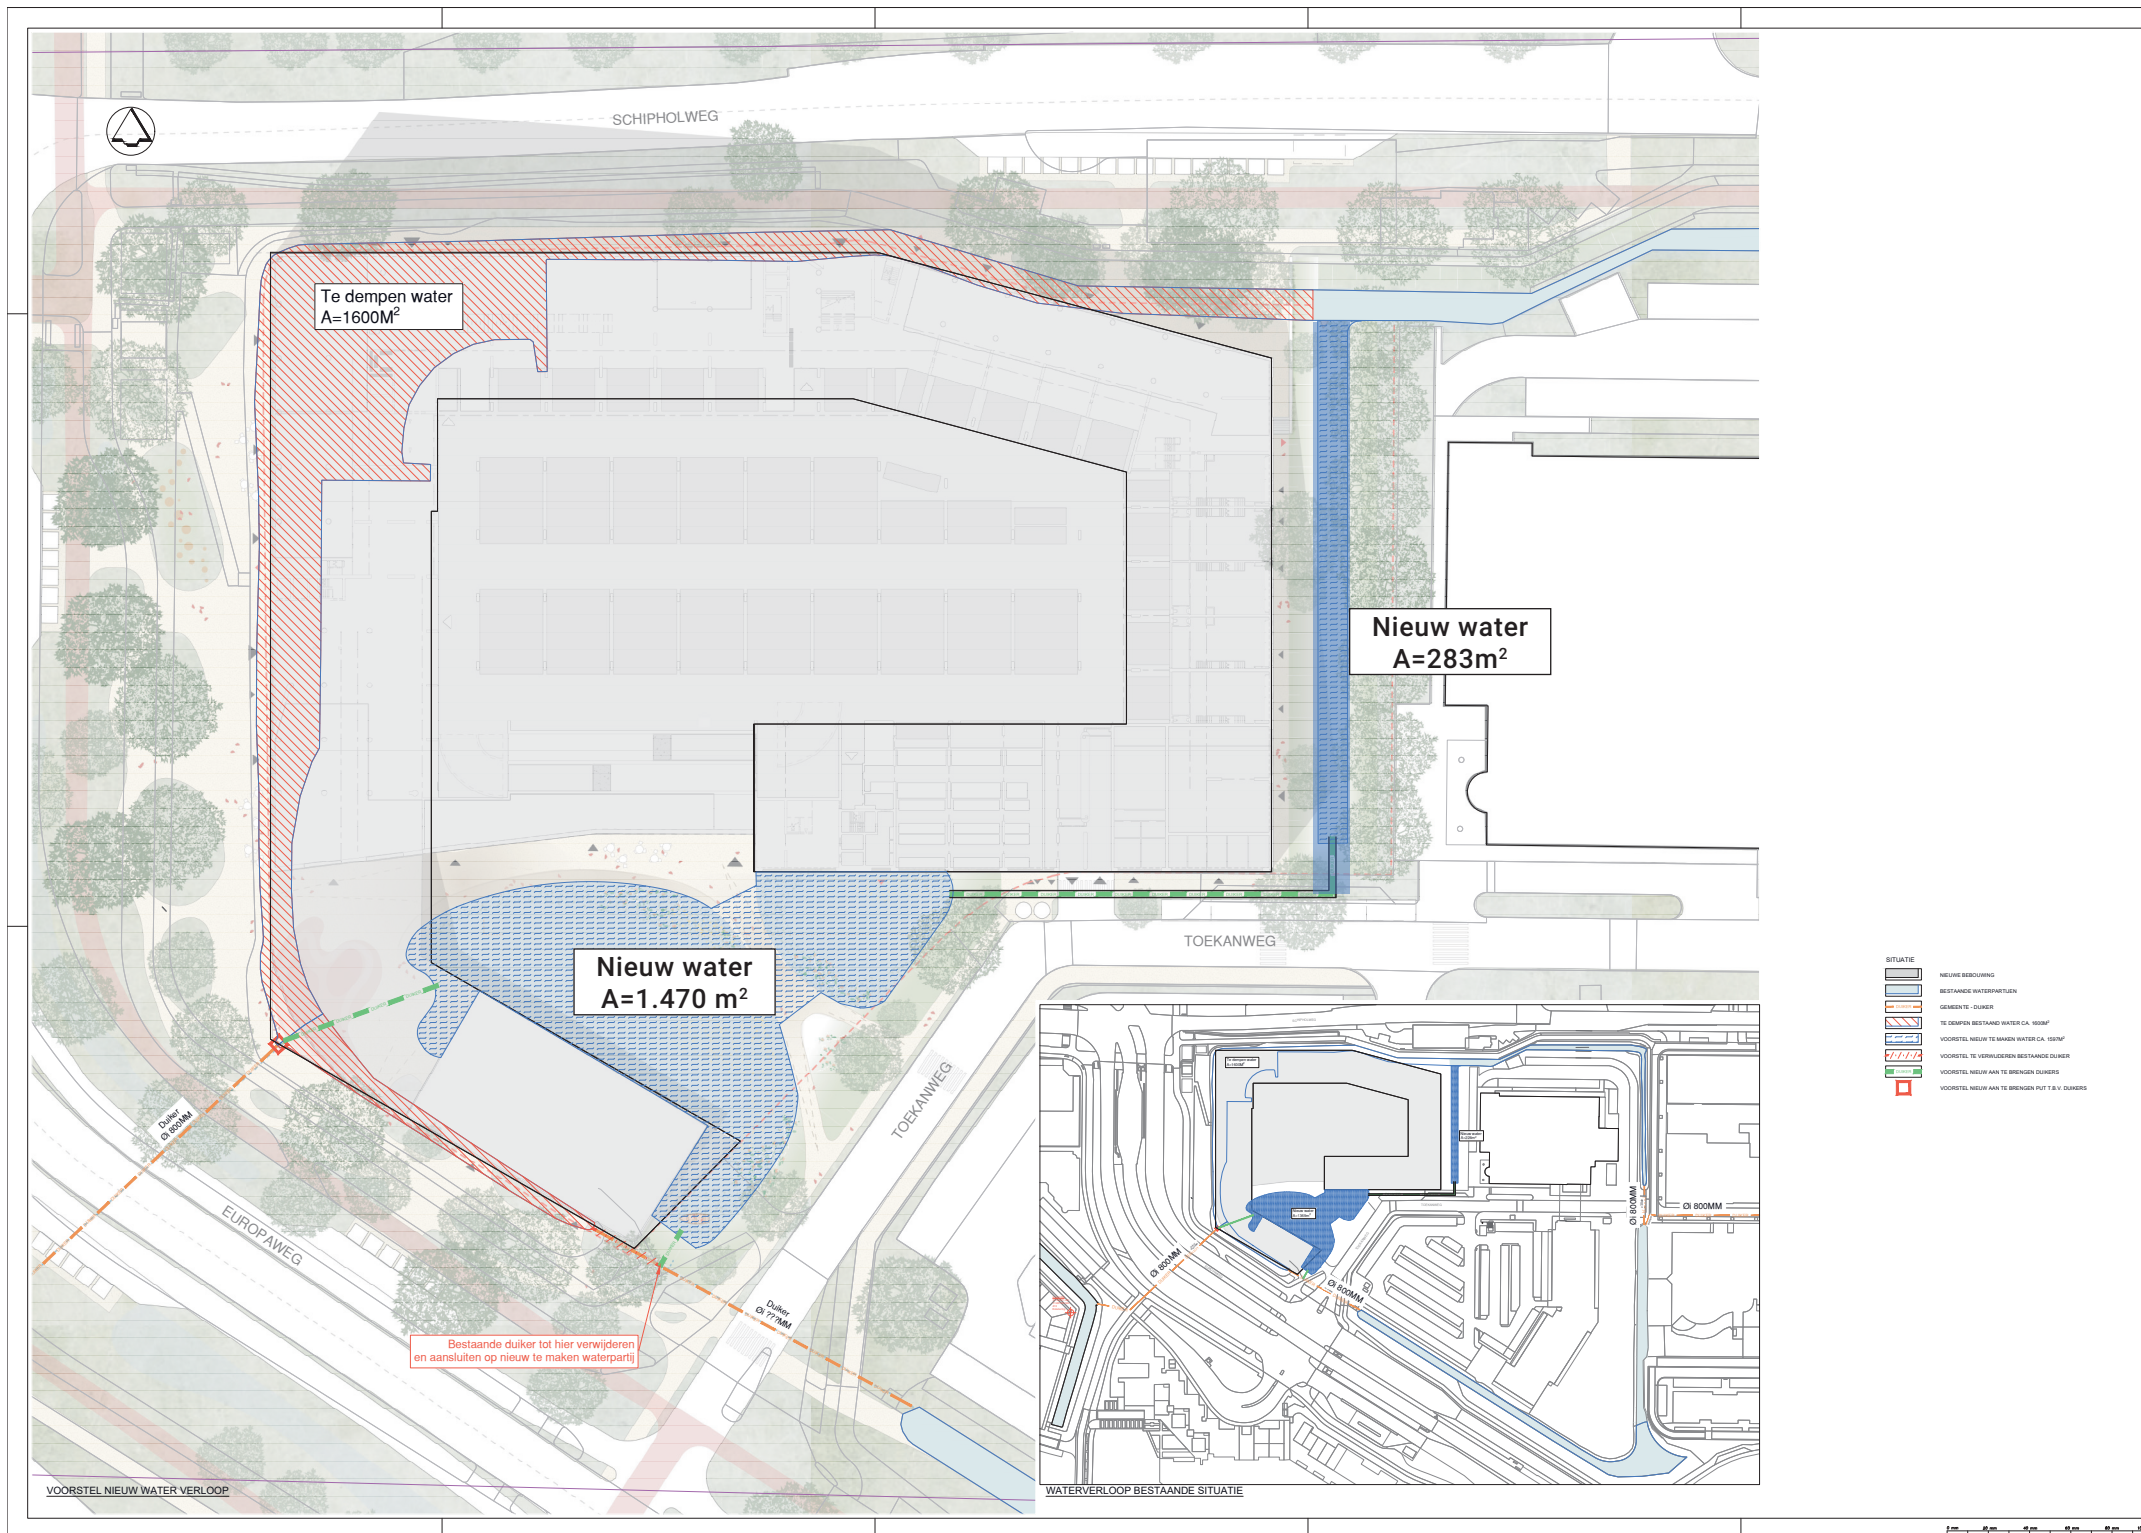 SCHIPHOLWEG
Te dempen water
A=1600M²
Nieuw water
A=283m²
Nieuw water
A=1.470 m²
TOEKANWEG
TOEKANWEG
EUROPAWEG
Duiker
Øi 800MM
Duiker
Øi ???MM
Bestaande duiker tot hier verwijderen
en aansluiten op nieuw te maken waterpartij
VOORSTEL NIEUW WATER VERLOOP
Øi 800MM
Øi 800MM
Øi 800MM
Øi 800MM
WATERVERLOOP BESTAANDE SITUATIE
SITUATIE
NIEUWE BEBOUWING
BESTAANDE WATERPARTIJEN
GEMEENTE - DUIKER
TE DEMPEN BESTAAND WATER CA. 1600M²
VOORSTEL NIEUW TE MAKEN WATER CA. 1597M²
VOORSTEL TE VERWIJDEREN BESTAANDE DUIKER
VOORSTEL NIEUW AAN TE BRENGEN DUIKERS
VOORSTEL NIEUW AAN TE BRENGEN PUT T.B.V. DUIKERS